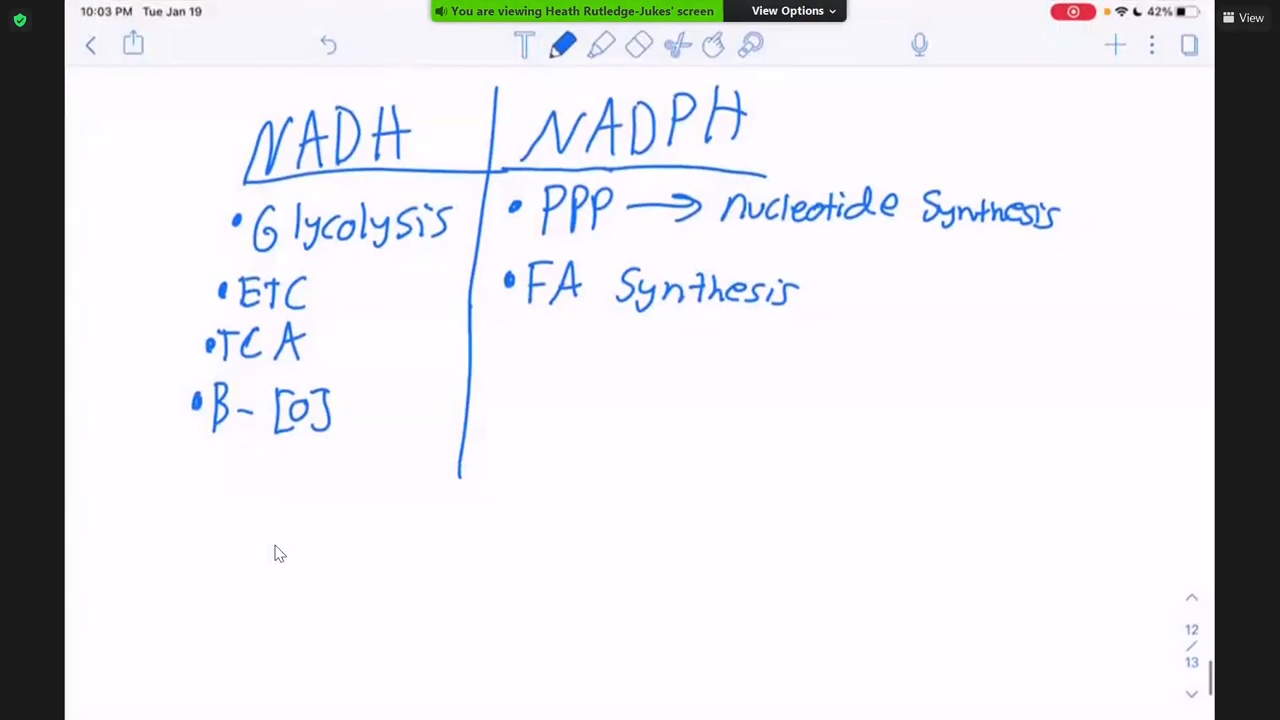 10:03 PM Tue Jan 19
You are viewing Heath Rutledge-Jukes' screen
View Options
42%
View
T
NADH
NADPH
• Glycolysis
• PPP → nucleotide Synthesis
• ETC
• FA Synthesis
• TCA
• B- [O]
12
/
13